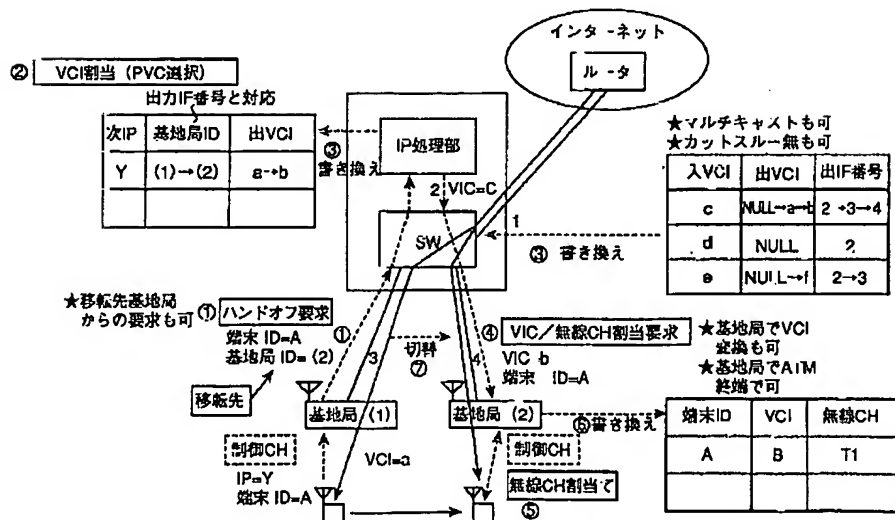 インタ-ネット
ル-タ
② VCI割当 (PVC選択)
出力IF番号と対応
次IP 基地局ID 出VCI
Y (1)→(2) a→b
③
書き換え
IP処理部
2 VIC=C
SW
1
★マルチキャストも可
★カットスルー無も可
入VCI 出VCI 出IF番号
c NULL→a→b 2→3→4
d NULL 2
e NULL→f 2→3
③ 書き換え
★移転先基地局
からの要求も可
① ハンドオフ要求
端末 ID=A
基地局 ID=(2)
①
3
切替
⑦
4
④ VIC/無線CH割当要求
VIC b
端末 ID=A
★基地局でVCI
変換も可
★基地局でATM
終端で可
移転先
基地局 (1)
基地局 (2)
⑥書き換え
端末ID VCI 無線CH
A B T1
制御CH
IP=Y
端末 ID=A
VCI=a
制御CH
無線CH割当て
⑤